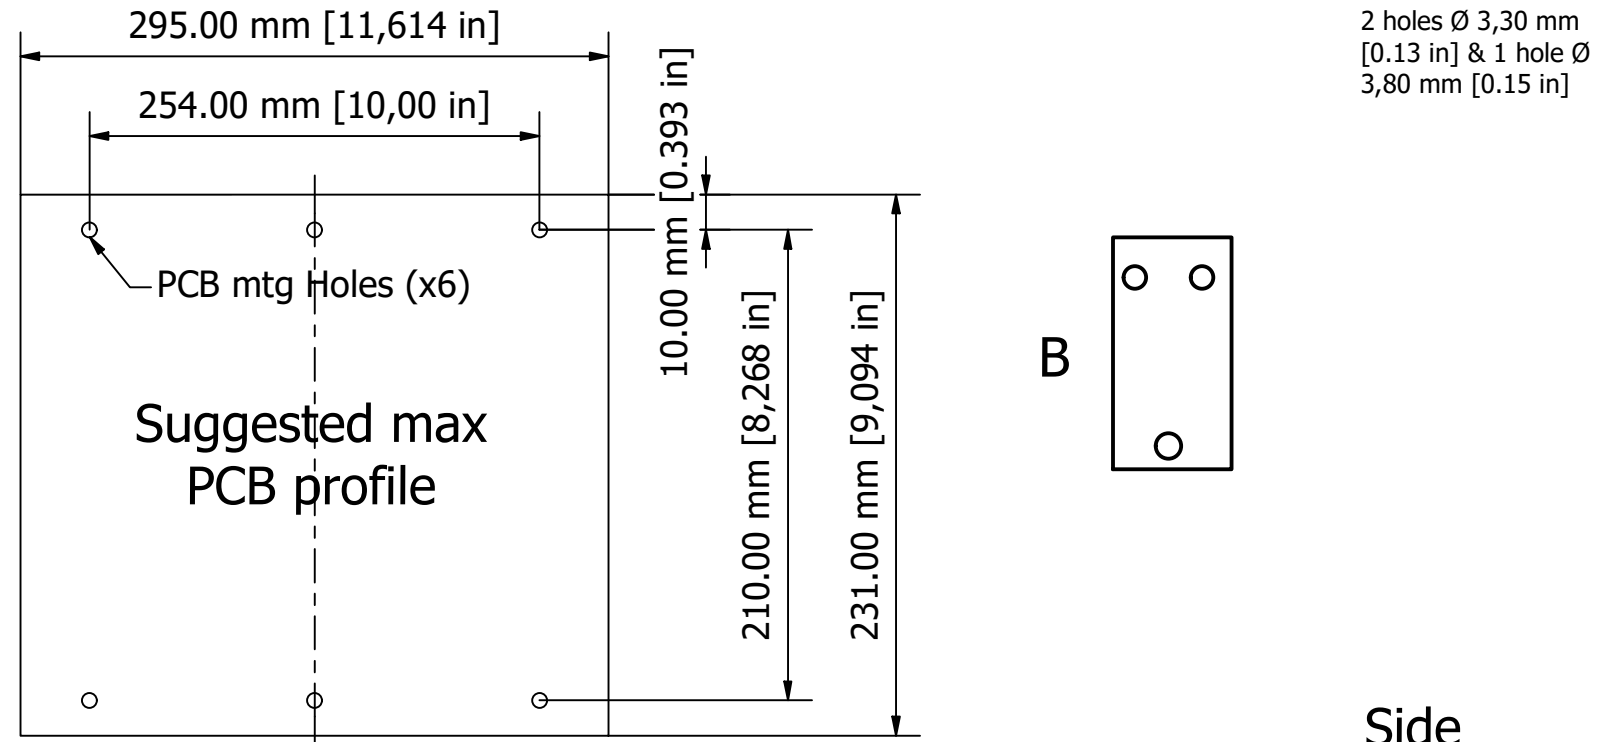 295.00 mm [11,614 in]
254.00 mm [10,00 in]
10.00 mm [0.393 in]
PCB mtg Holes (x6)
Suggested max
PCB profile
210.00 mm [8,268 in]
231.00 mm [9,094 in]
B
2 holes Ø 3,30 mm
[0.13 in] & 1 hole Ø
3,80 mm [0.15 in]
Side